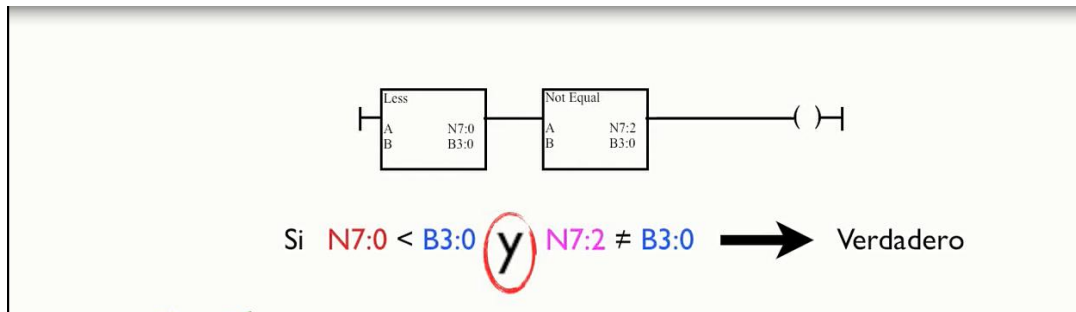 Less
A N7:0
B B3:0
Not Equal
A N7:2
B B3:0
( )
Si N7:0 < B3:0 y N7:2 ≠ B3:0 Verdadero